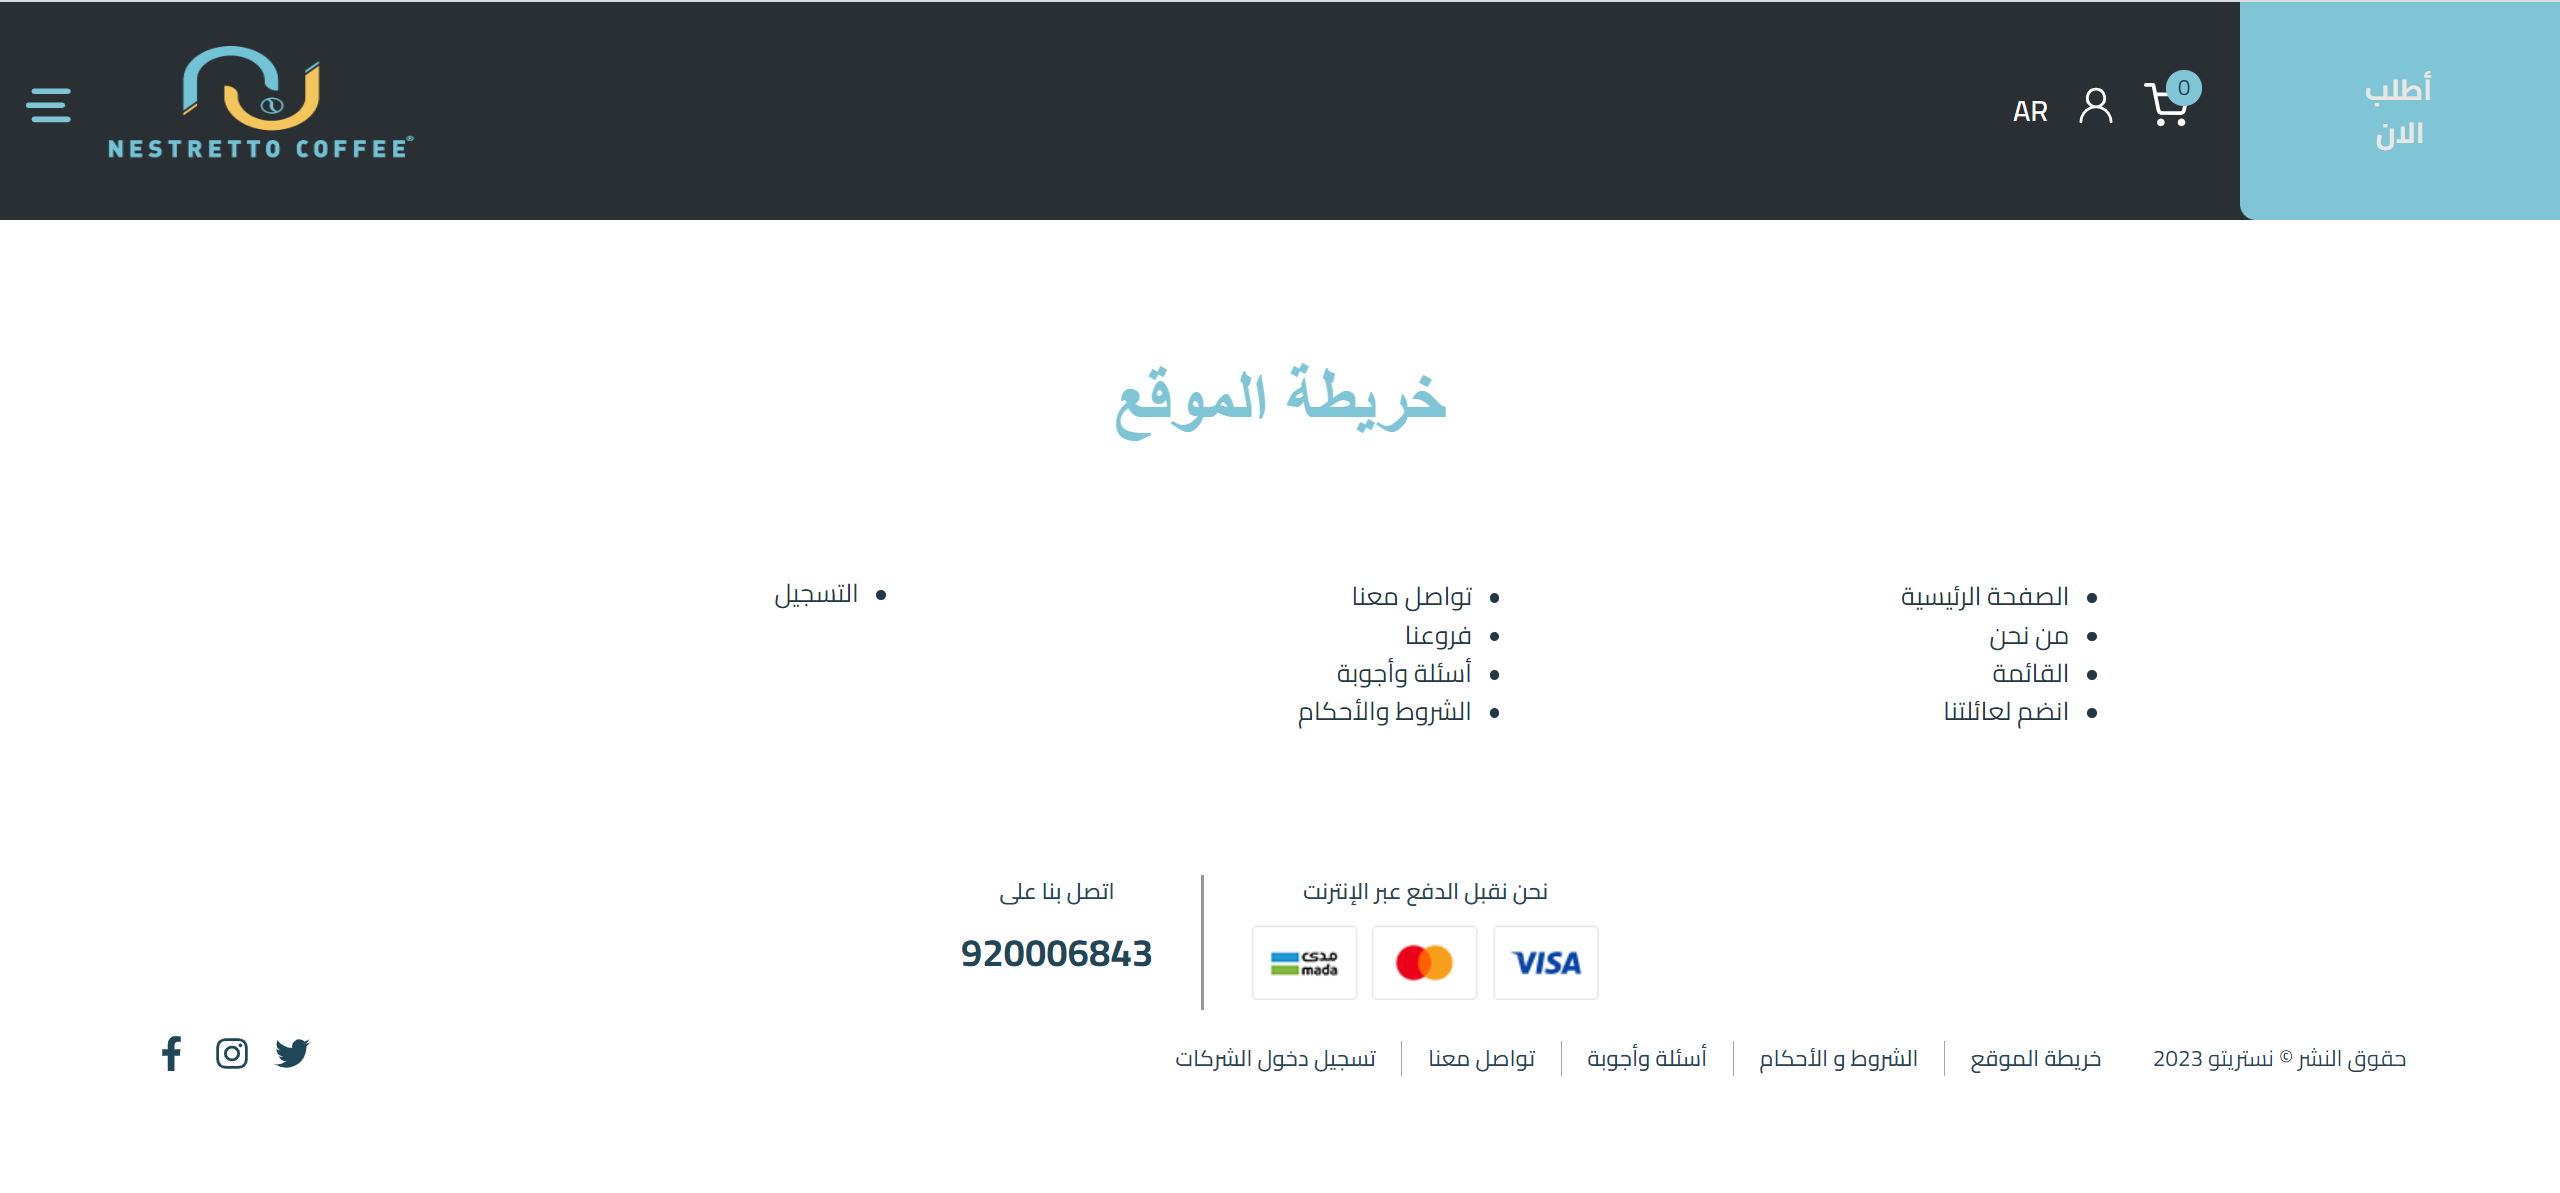 أطلب
الان
0
AR
NESTRETTO COFFEE®
خريطة الموقع
الصفحة الرئيسية
من نحن
القائمة
انضم لعائلتنا
تواصل معنا
فروعنا
أسئلة وأجوبة
الشروط والأحكام
التسجيل
نحن نقبل الدفع عبر الإنترنت
VISA
مدى
mada
اتصل بنا على
920006843
حقوق النشر © نستريتو 2023
خريطة الموقع
الشروط و الأحكام
أسئلة وأجوبة
تواصل معنا
تسجيل دخول الشركات